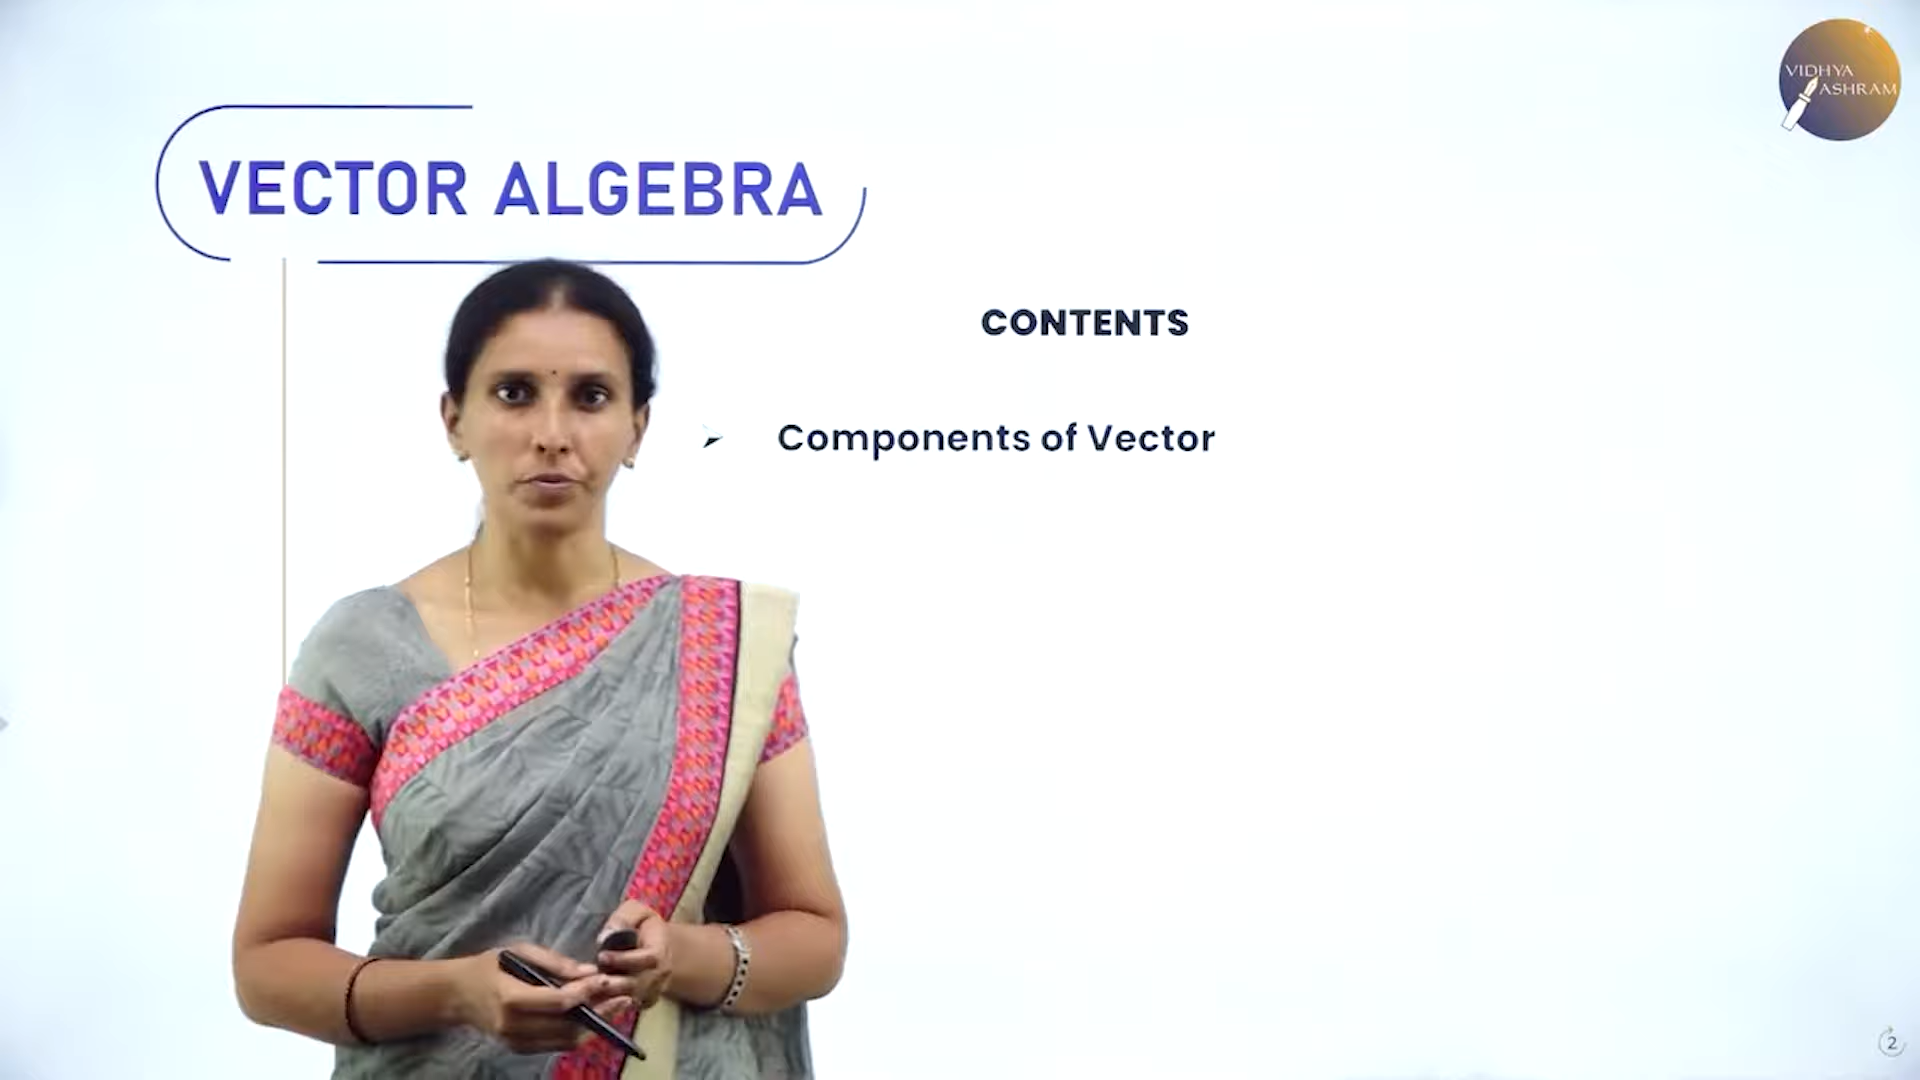 VIDHYA
ASHRAM
VECTOR ALGEBRA
CONTENTS
Components of Vector
2